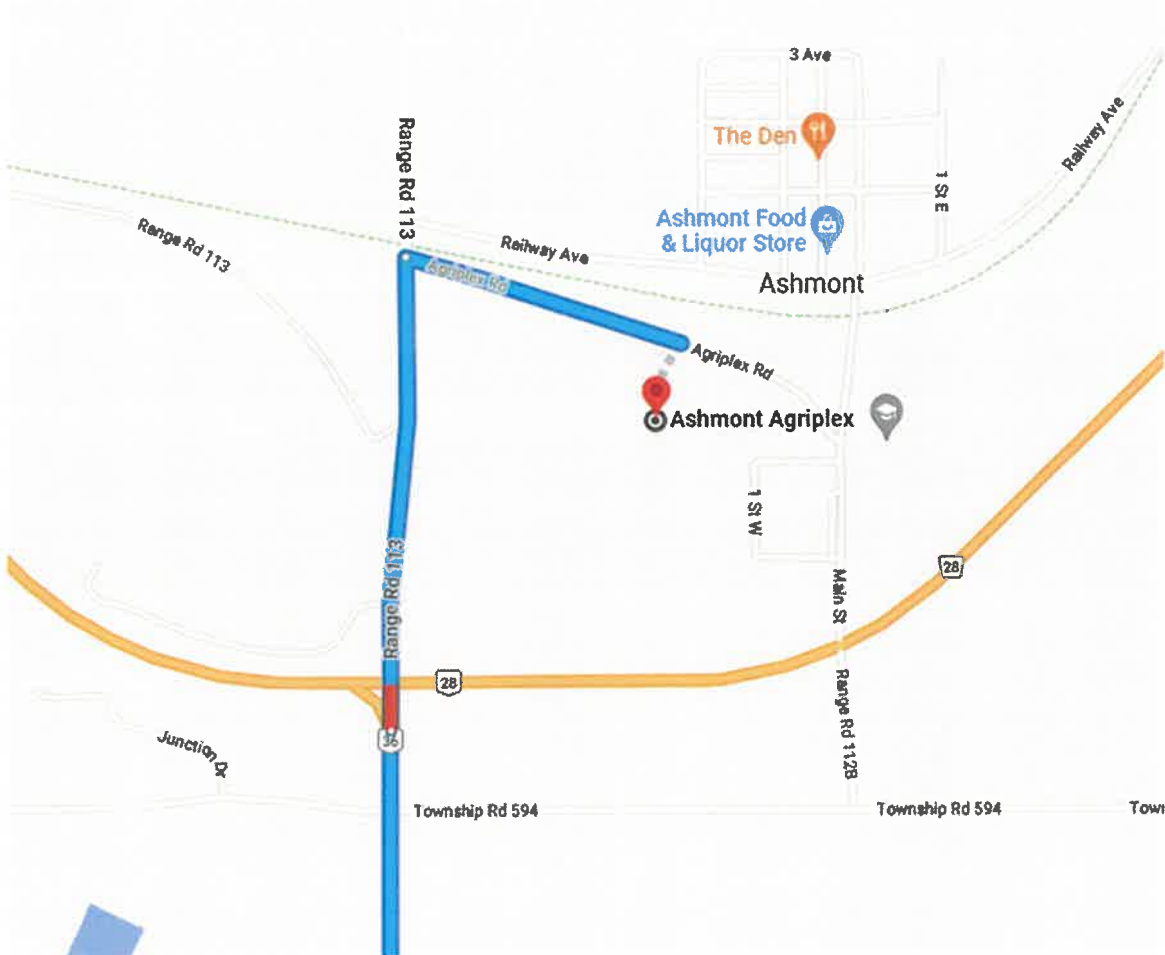 3 Ave
The Den
Railway Ave
1 St E
Range Rd 113
Ashmont Food
& Liquor Store
Range Rd 113
Railway Ave
Agriplex Rd
Ashmont
Agriplex Rd
Ashmont Agriplex
1 St W
Range Rd 113
28
Main St
28
Range Rd 112B
36
Junction Dr
Township Rd 594
Township Rd 594
Town